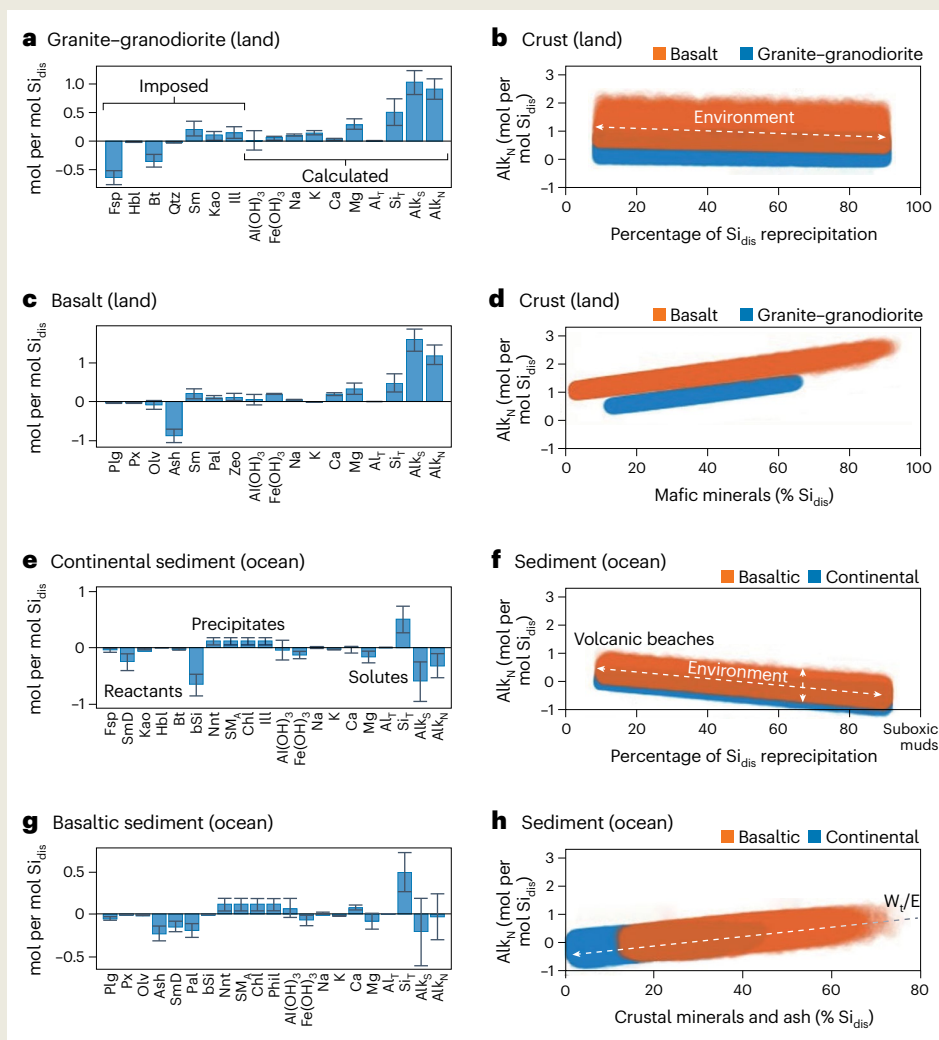 a Granite–granodiorite (land)
mol per mol Si_dis
1.0
0.5
0
−0.5
Imposed
Calculated
Fsp
Hbl
Bt
Qtz
Sm
Kao
Ill
Al(OH)3
Fe(OH)3
Na
K
Ca
Mg
Al_T
Si_T
Alk_S
Alk_N
b Crust (land)
Basalt
Granite–granodiorite
Alk_N (mol per
mol Si_dis)
3
2
1
0
−1
Environment
0 20 40 60 80 100
Percentage of Si_dis reprecipitation
c Basalt (land)
mol per mol Si_dis
1
0
−1
Plg
Px
Olv
Ash
Sm
Pal
Zeo
Al(OH)3
Fe(OH)3
Na
K
Ca
Mg
Al_T
Si_T
Alk_S
Alk_N
d Crust (land)
Basalt
Granite–granodiorite
Alk_N (mol per
mol Si_dis)
3
2
1
0
−1
0 20 40 60 80 100
Mafic minerals (% Si_dis)
e Continental sediment (ocean)
mol per mol Si_dis
1
0
−1
Precipitates
Reactants
Solutes
Fsp
SmD
Kao
Hbl
Bt
bSi
Nnt
SM_A
Chl
Ill
Al(OH)3
Fe(OH)3
Na
K
Ca
Mg
Al_T
Si_T
Alk_S
Alk_N
f Sediment (ocean)
Basaltic
Continental
Alk_N (mol per
mol Si_dis)
3
2
1
0
−1
Volcanic beaches
Environment
Suboxic
muds
0 20 40 60 80 100
Percentage of Si_dis reprecipitation
g Basaltic sediment (ocean)
mol per mol Si_dis
0.5
0
−0.5
Plg
Px
Olv
Ash
SmD
Pal
bSi
Nnt
SM_A
Chl
Phil
Al(OH)3
Fe(OH)3
Na
K
Ca
Mg
Al_T
Si_T
Alk_S
Alk_N
h Sediment (ocean)
Basaltic
Continental
Alk_N (mol per
mol Si_dis)
3
2
1
0
−1
W_t/E
0 20 40 60 80
Crustal minerals and ash (% Si_dis)